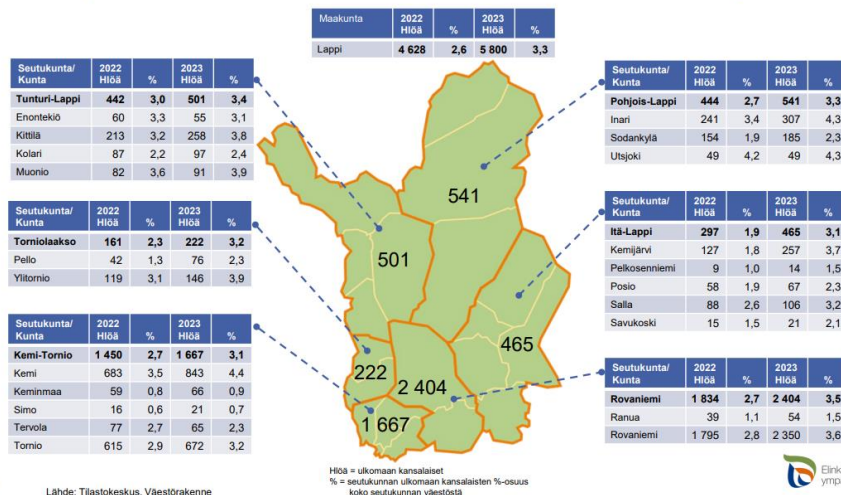 Maakunta 2022 Hlöä % 2023 Hlöä %
Lappi 4 628 2,6 5 800 3,3
Seutukunta/ Kunta 2022 Hlöä % 2023 Hlöä %
Tunturi-Lappi 442 3,0 501 3,4
Enontekiö 60 3,3 55 3,1
Kittilä 213 3,2 258 3,8
Kolari 87 2,2 97 2,4
Muonio 82 3,6 91 3,9
Seutukunta/ Kunta 2022 Hlöä % 2023 Hlöä %
Pohjois-Lappi 444 2,7 541 3,3
Inari 241 3,4 307 4,3
Sodankylä 154 1,9 185 2,3
Utsjoki 49 4,2 49 4,3
Seutukunta/ Kunta 2022 Hlöä % 2023 Hlöä %
Torniolaakso 161 2,3 222 3,2
Pello 42 1,3 76 2,3
Ylitornio 119 3,1 146 3,9
Seutukunta/ Kunta 2022 Hlöä % 2023 Hlöä %
Itä-Lappi 297 1,9 465 3,1
Kemijärvi 127 1,8 257 3,7
Pelkosenniemi 9 1,0 14 1,5
Posio 58 1,9 67 2,3
Salla 88 2,6 106 3,2
Savukoski 15 1,5 21 2,1
Seutukunta/ Kunta 2022 Hlöä % 2023 Hlöä %
Kemi-Tornio 1 450 2,7 1 667 3,1
Kemi 683 3,5 843 4,4
Keminmaa 59 0,8 66 0,9
Simo 16 0,6 21 0,7
Tervola 77 2,7 65 2,3
Tornio 615 2,9 672 3,2
Seutukunta/ Kunta 2022 Hlöä % 2023 Hlöä %
Rovaniemi 1 834 2,7 2 404 3,5
Ranua 39 1,1 54 1,5
Rovaniemi 1 795 2,8 2 350 3,6
541
501
465
222
2 404
1 667
Hlöä = ulkomaan kansalaiset
% = seutukunnan ulkomaan kansalaisten %-osuus
koko seutukunnan väestöstä
Lähde: Tilastokeskus, Väestörakenne
Elink
ympä